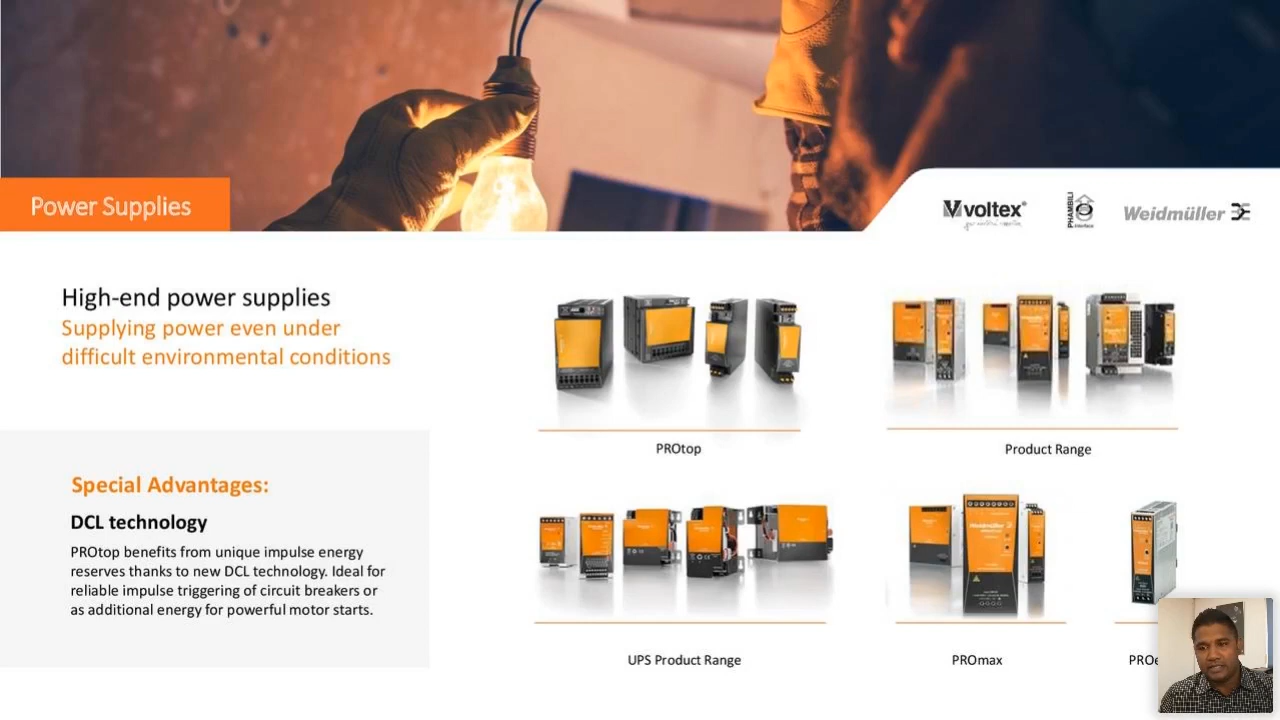 Power Supplies
voltex®
PHAMBILI
Interface
Weidmüller
High-end power supplies
Supplying power even under
difficult environmental conditions
PROtop
Product Range
Special Advantages:
DCL technology
PROtop benefits from unique impulse energy
reserves thanks to new DCL technology. Ideal for
reliable impulse triggering of circuit breakers or
as additional energy for powerful motor starts.
Weidmüller
UPS Product Range
PROmax